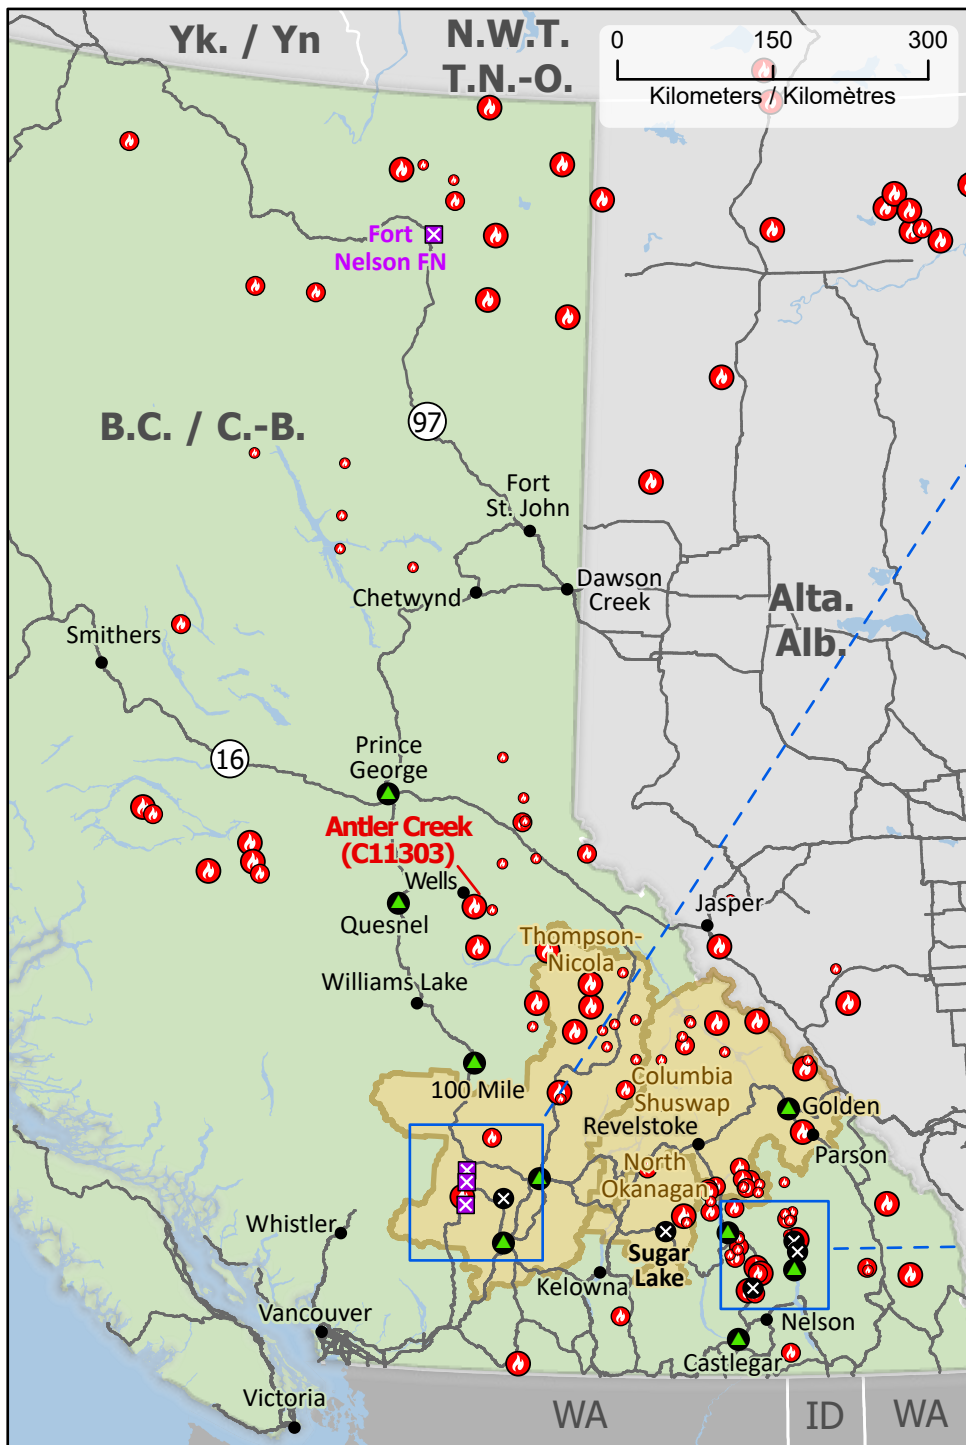 Yk. / Yn
N.W.T.
T.N.-O.
0 150 300
Kilometers / Kilomètres
Fort
Nelson FN
B.C. / C.-B.
97
Fort
St. John
Dawson
Creek
Chetwynd
Alta.
Alb.
Smithers
16
Prince
George
Antler Creek
(C11303)
Wells
Quesnel
Jasper
Thompson-
Nicola
Williams Lake
100 Mile
Columbia
Shuswap
Golden
Revelstoke
Parson
North
Okanagan
Whistler
Sugar
Lake
Kelowna
Vancouver
Nelson
Castlegar
Victoria
WA
ID
WA